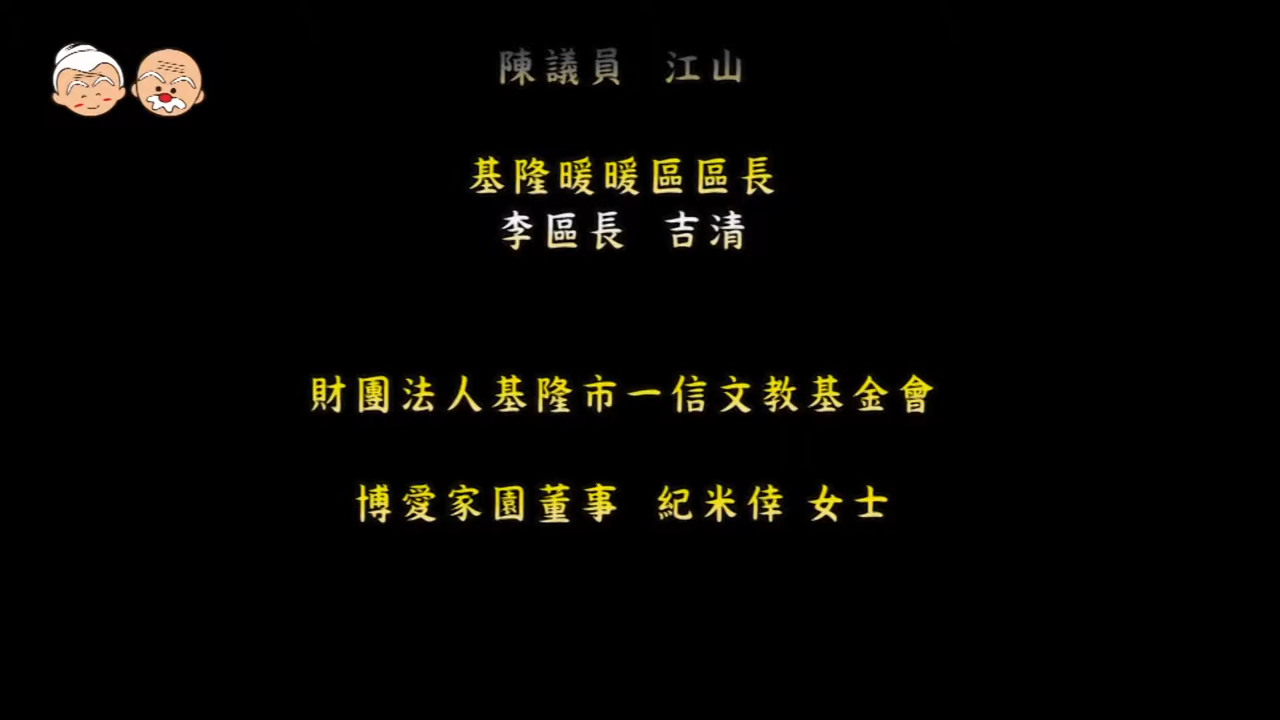 陳議員 江山
基隆暖暖區區長
李區長 吉清
財團法人基隆市一信文教基金會
博愛家園董事 紀米倖 女士